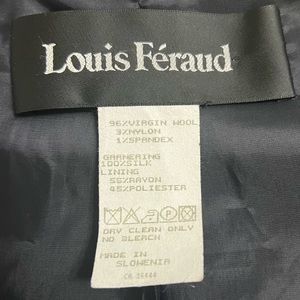 Louis Féraud
96%VIRGIN WOOL
3%NYLON
1%SPANDEX
GARNERING
100%SILK
LINING
55%RAYON
45%POLIESTER
DRY CLEAN ONLY
NO BLEACH
MADE IN
SLOWENIA